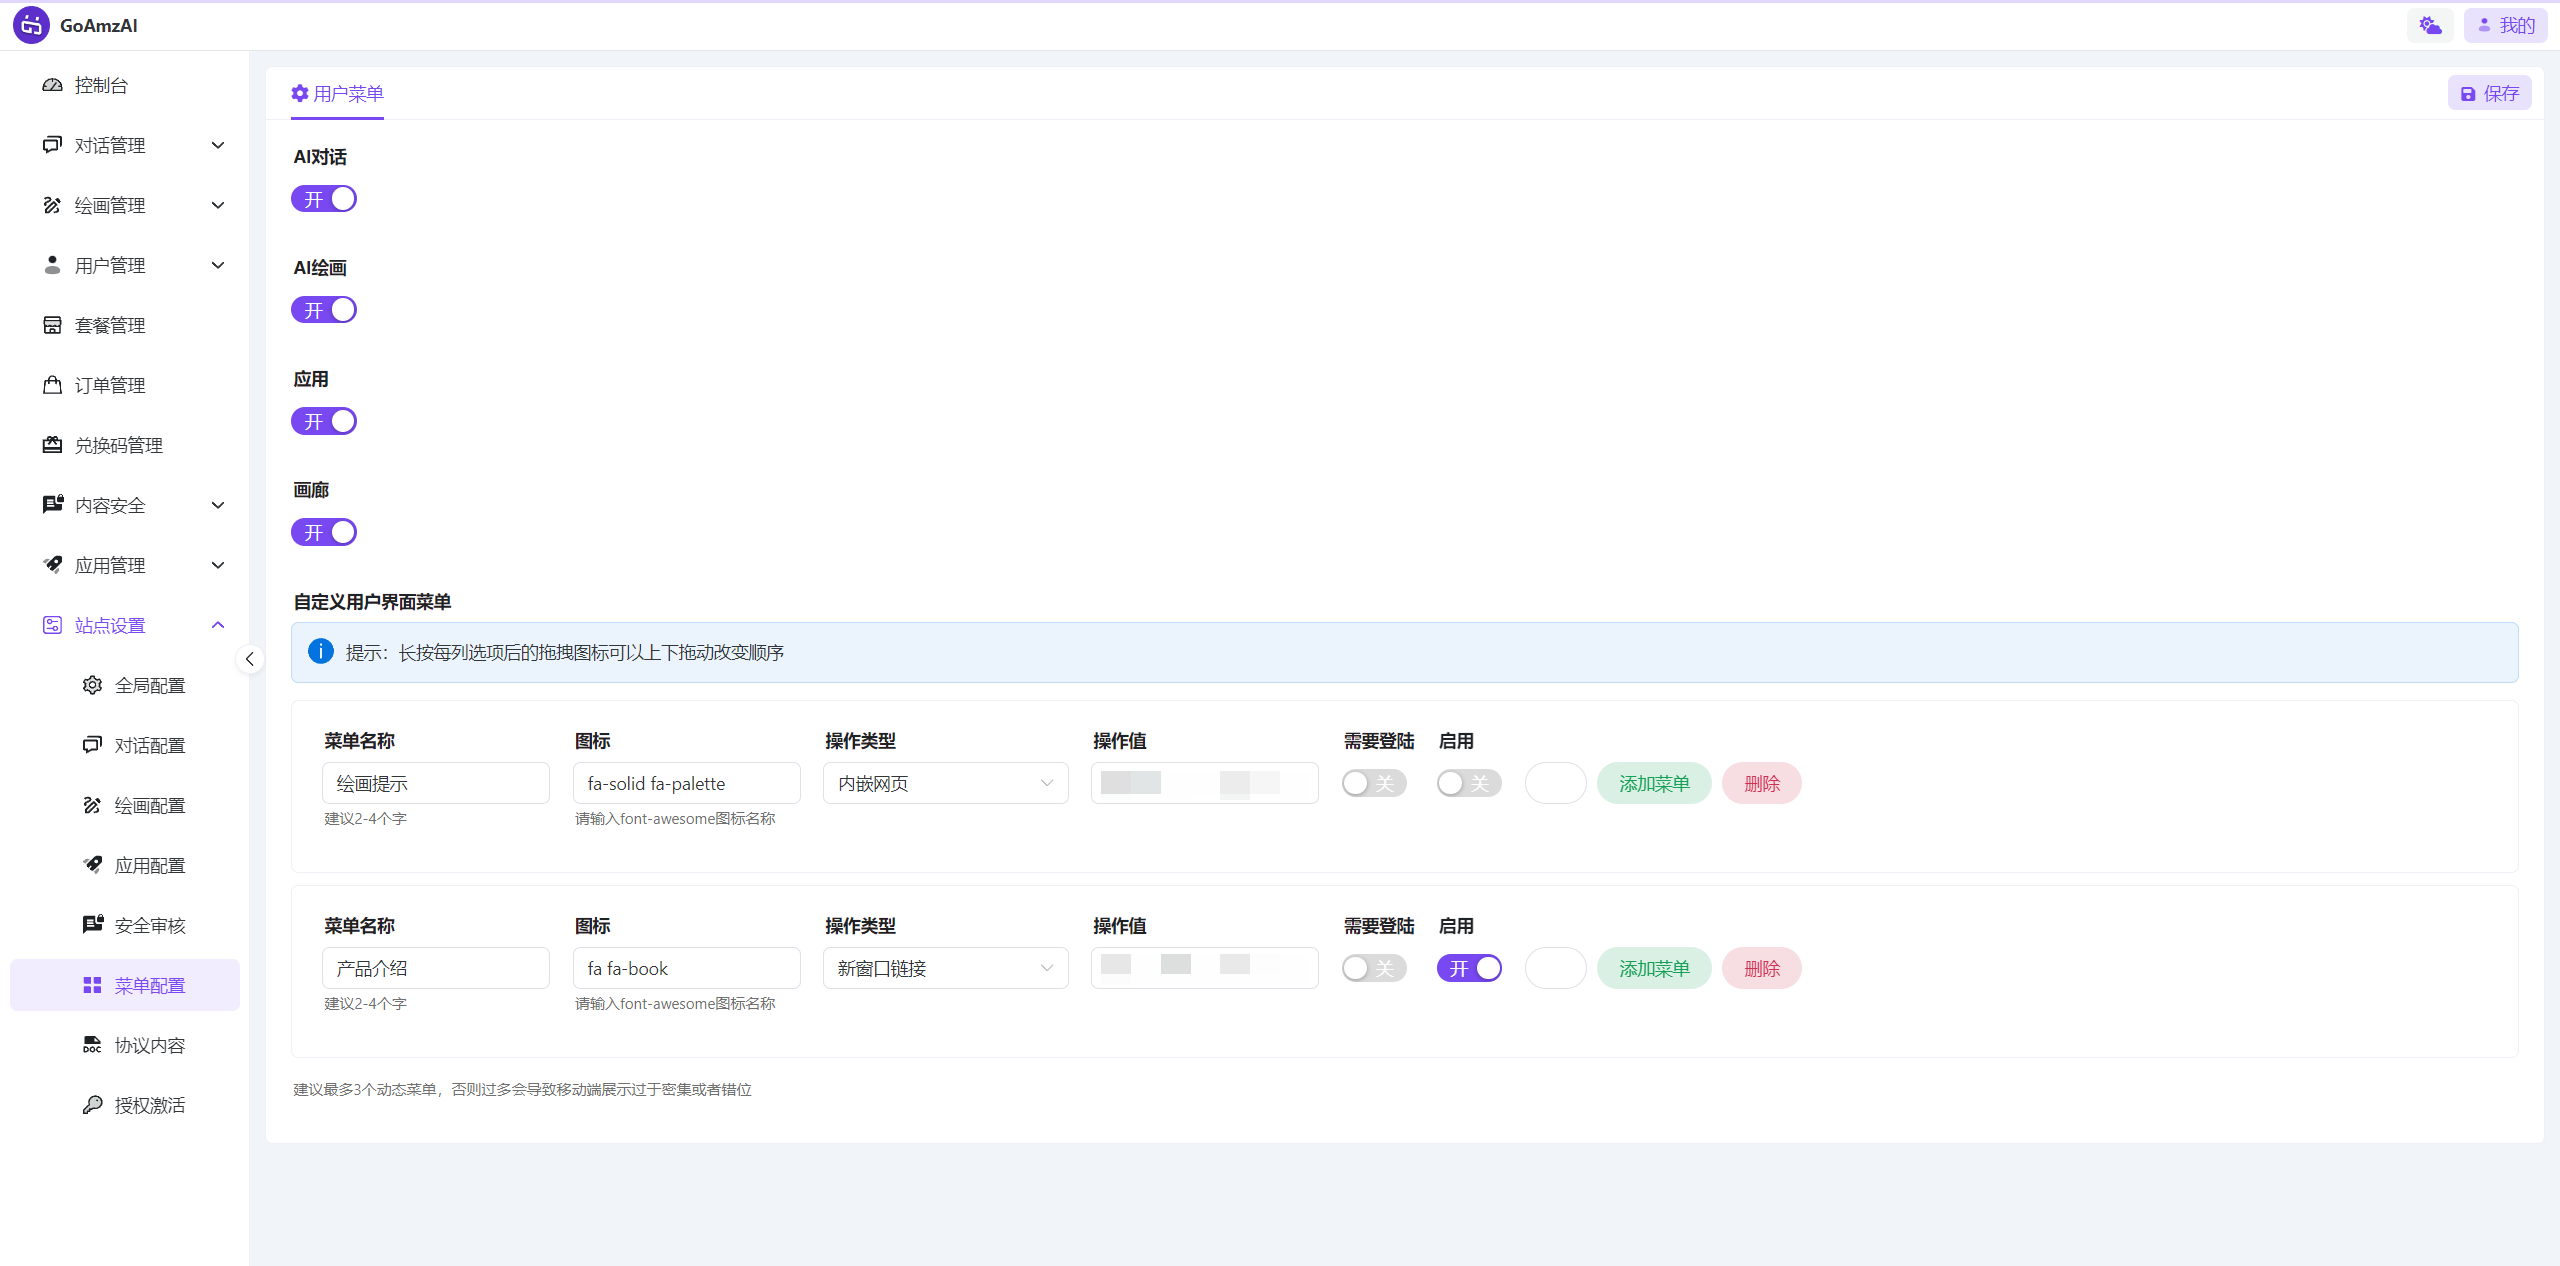 GoAmzAI
我的
控制台
对话管理
绘画管理
用户管理
套餐管理
订单管理
兑换码管理
内容安全
应用管理
站点设置
全局配置
对话配置
绘画配置
应用配置
安全审核
菜单配置
协议内容
授权激活
用户菜单
保存
AI对话
开
AI绘画
开
应用
开
画廊
开
自定义用户界面菜单
提示：长按每列选项后的拖拽图标可以上下拖动改变顺序
菜单名称 图标 操作类型 操作值 需要登陆 启用
绘画提示 fa-solid fa-palette 内嵌网页 关 关 添加菜单 删除
建议2-4个字 请输入font-awesome图标名称
菜单名称 图标 操作类型 操作值 需要登陆 启用
产品介绍 fa fa-book 新窗口链接 关 开 添加菜单 删除
建议2-4个字 请输入font-awesome图标名称
建议最多3个动态菜单，否则过多会导致移动端展示过于密集或者错位